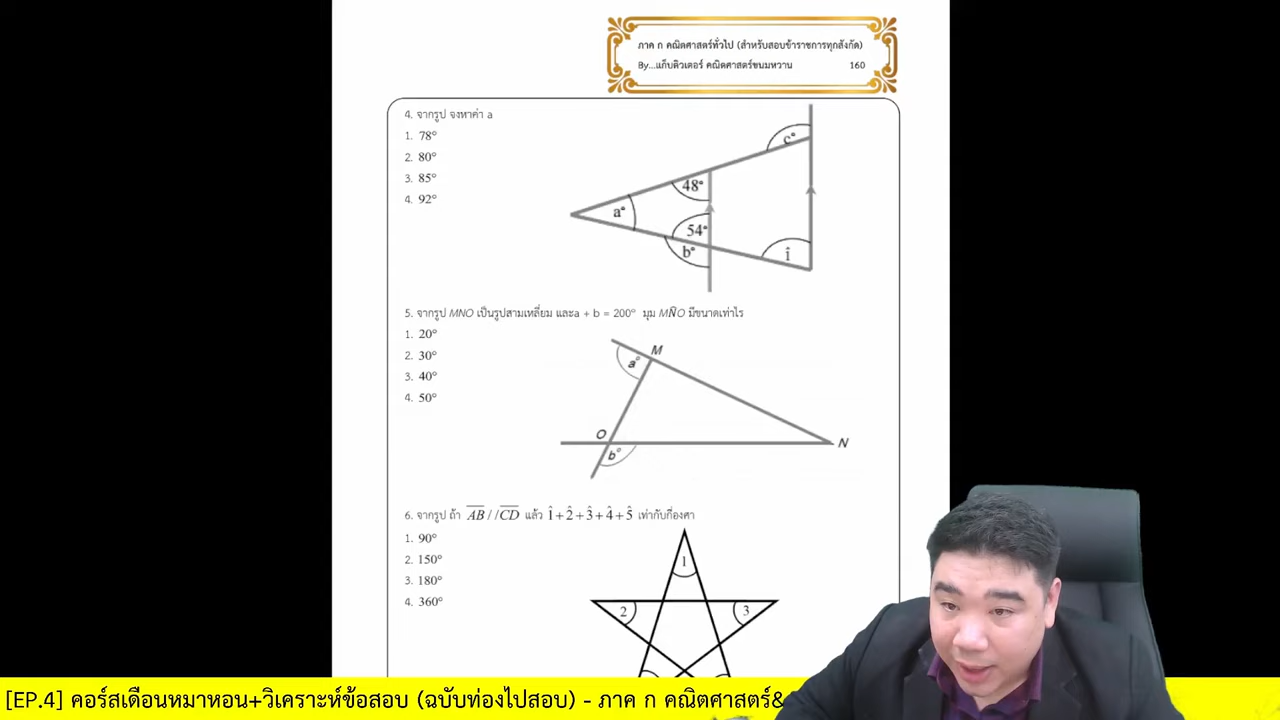 ภาค ก คณิตศาสตร์ทั่วไป (สำหรับสอบข้าราชการทุกสังกัด)
By...แก็บติวเตอร์ คณิตศาสตร์ขนมหวาน 160
4. จากรูป จงหาค่า a
1. 78°
2. 80°
3. 85°
4. 92°
c°
48°
a°
54°
b°
î
5. จากรูป MNO เป็นรูปสามเหลี่ยม และa + b = 200° มุม MN̂O มีขนาดเท่าไร
1. 20°
2. 30°
3. 40°
4. 50°
M
a°
O
N
b°
6. จากรูป ถ้า A̅B̅ // C̅D̅ แล้ว 1̂+2̂+3̂+4̂+5̂ เท่ากับกี่องศา
1. 90°
2. 150°
3. 180°
4. 360°
1
2 3
[EP.4] คอร์สเดือนหมาหอน+วิเคราะห์ข้อสอบ (ฉบับท่องไปสอบ) - ภาค ก คณิตศาสตร์&